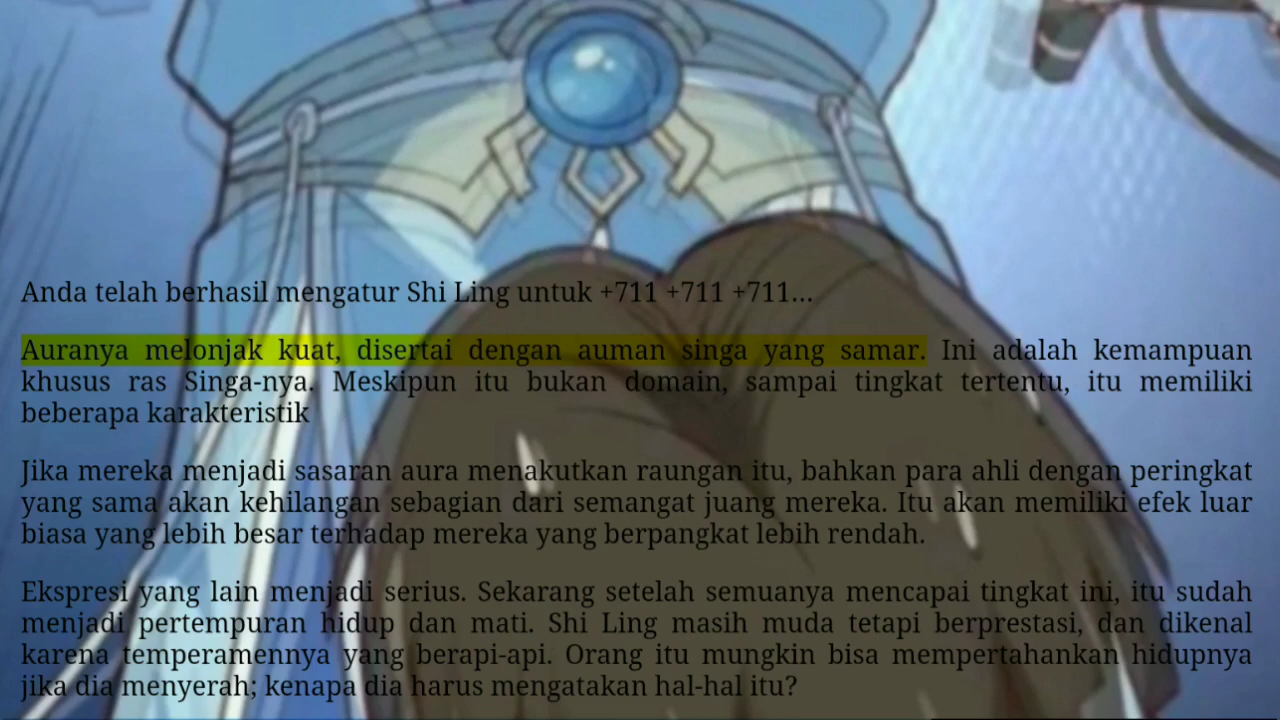 Anda telah berhasil mengatur Shi Ling untuk +711 +711 +711...
Auranya melonjak kuat, disertai dengan auman singa yang samar. Ini adalah kemampuan
khusus ras Singa-nya. Meskipun itu bukan domain, sampai tingkat tertentu, itu memiliki
beberapa karakteristik
Jika mereka menjadi sasaran aura menakutkan raungan itu, bahkan para ahli dengan peringkat
yang sama akan kehilangan sebagian dari semangat juang mereka. Itu akan memiliki efek luar
biasa yang lebih besar terhadap mereka yang berpangkat lebih rendah.
Ekspresi yang lain menjadi serius. Sekarang setelah semuanya mencapai tingkat ini, itu sudah
menjadi pertempuran hidup dan mati. Shi Ling masih muda tetapi berprestasi, dan dikenal
karena temperamennya yang berapi-api. Orang itu mungkin bisa mempertahankan hidupnya
jika dia menyerah; kenapa dia harus mengatakan hal-hal itu?